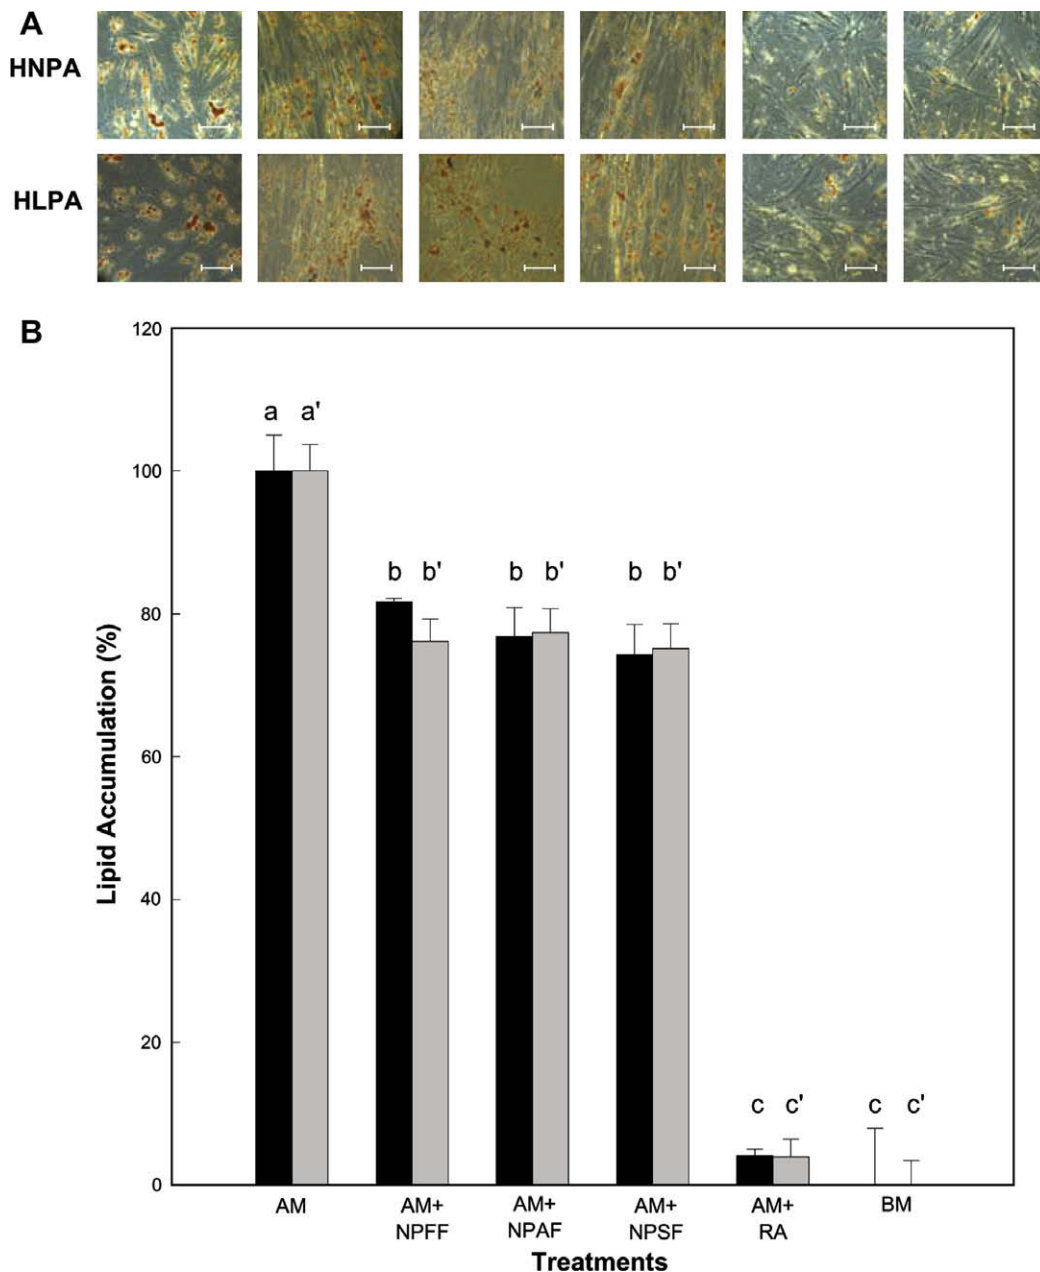 A
HNPA
HLPA
B
120
100
80
60
40
20
0
Lipid Accumulation (%)
a a'
b b'
b b'
b b'
c c'
c c'
AM
AM+
NPFF
AM+
NPAF
AM+
NPSF
AM+
RA
BM
Treatments